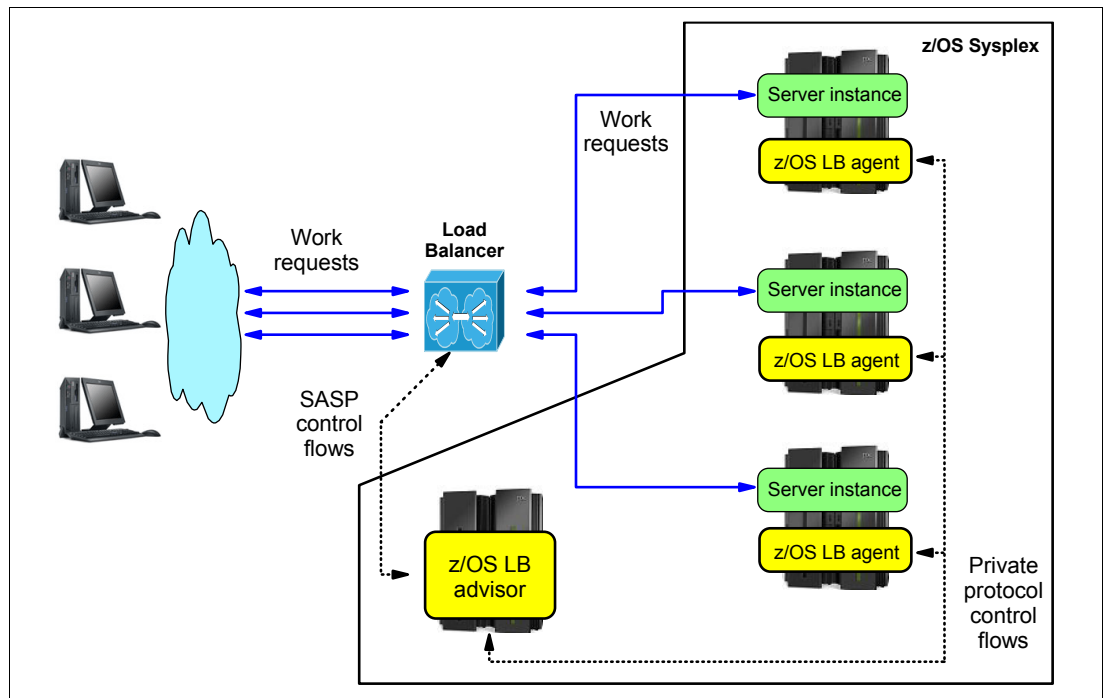 z/OS Sysplex
Server instance
z/OS LB agent
Work
requests
Work
requests
Load
Balancer
Server instance
z/OS LB agent
SASP
control
flows
Server instance
z/OS LB agent
z/OS LB
advisor
Private
protocol
control
flows